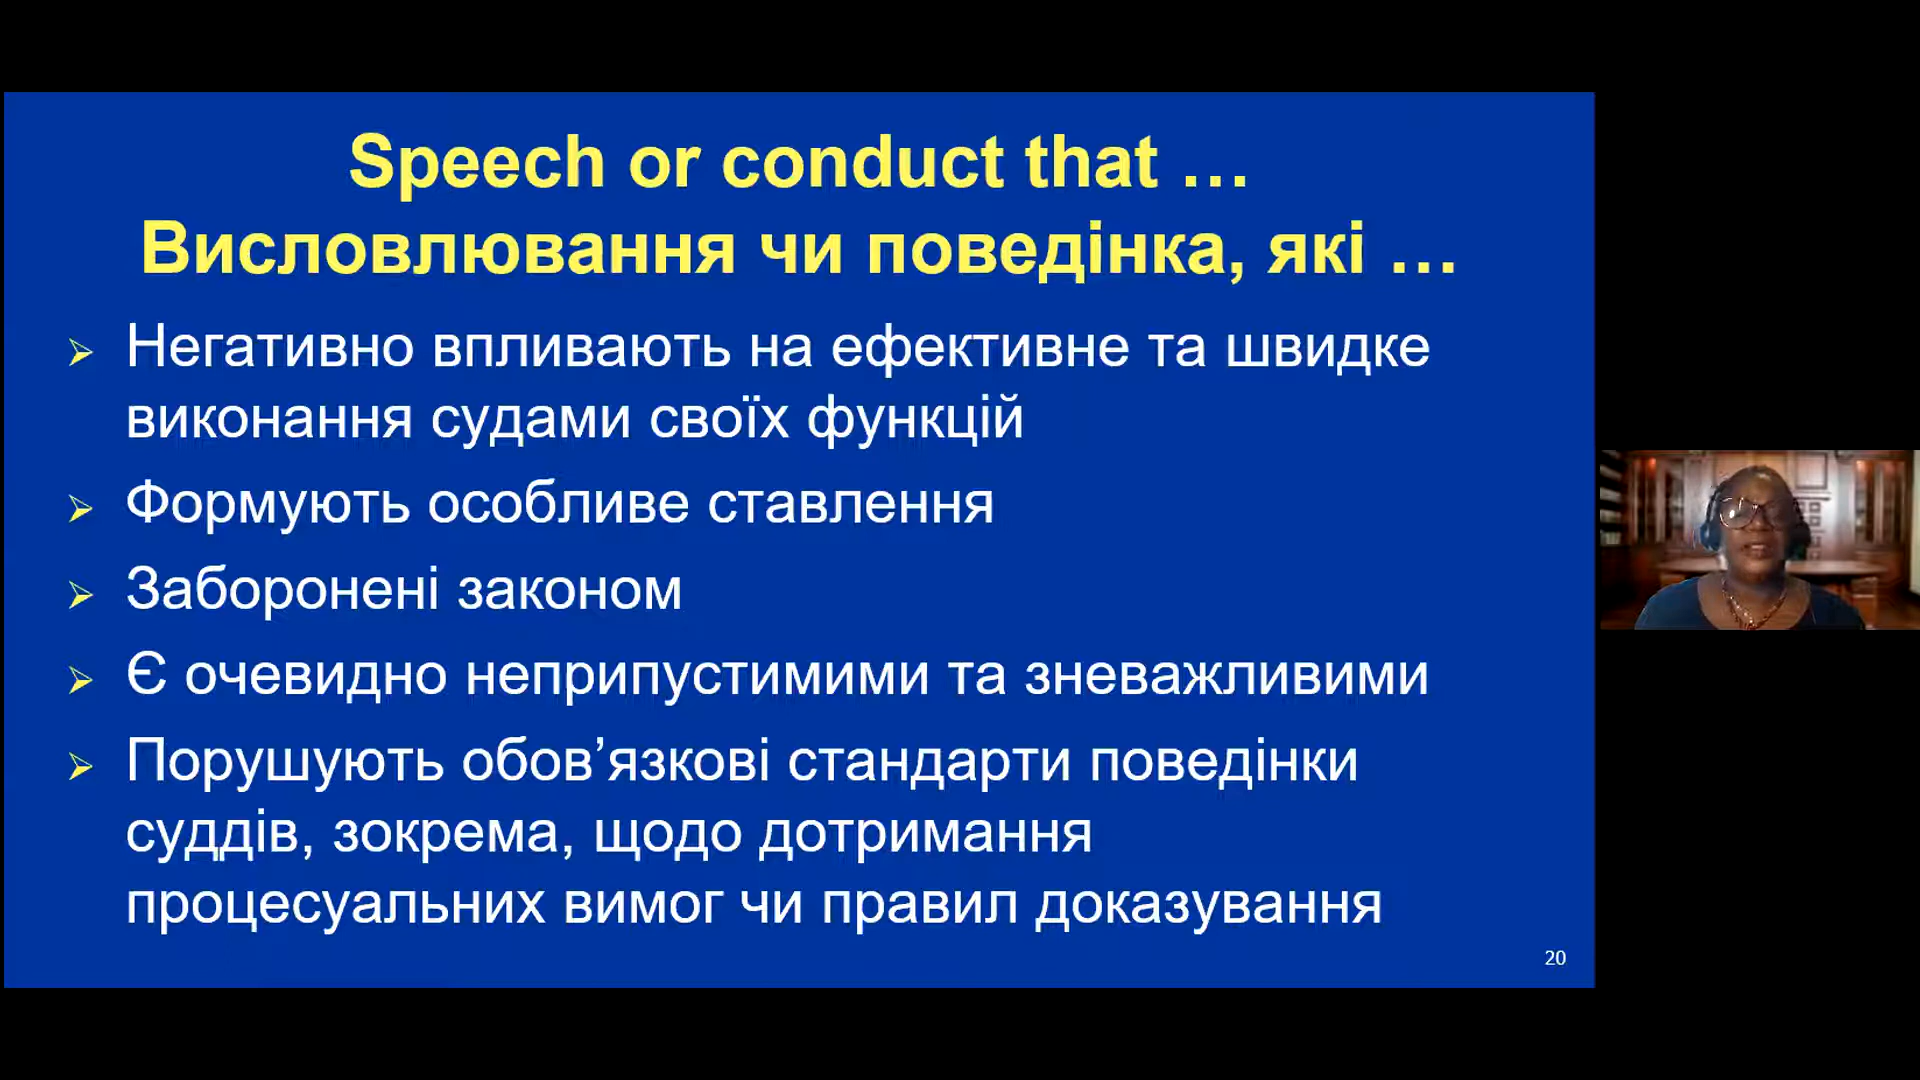 Speech or conduct that …
Висловлювання чи поведінка, які …
Негативно впливають на ефективне та швидке
виконання судами своїх функцій
Формують особливе ставлення
Заборонені законом
Є очевидно неприпустимими та зневажливими
Порушують обов’язкові стандарти поведінки
суддів, зокрема, щодо дотримання
процесуальних вимог чи правил доказування
20